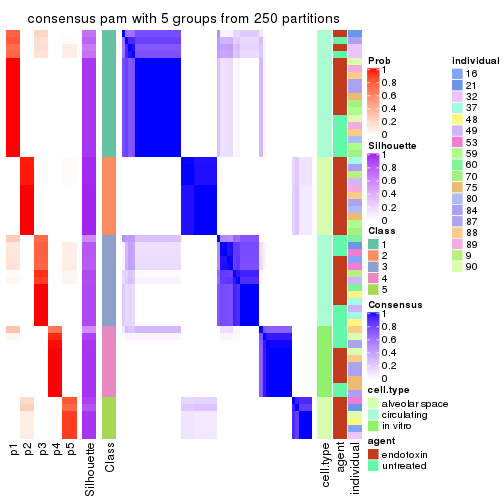 consensus pam with 5 groups from 250 partitions
p1
p2
p3
p4
p5
Silhouette
Class
cell.type
agent
individual
Prob
1
0.8
0.6
0.4
0.2
0
Silhouette
1
0.8
0.6
0.4
0.2
0
Class
1
2
3
4
5
Consensus
1
0.8
0.6
0.4
0.2
0
cell.type
alveolar space
circulating
in vitro
agent
endotoxin
untreated
individual
16
21
32
37
48
49
53
59
60
70
75
80
84
87
88
89
9
90